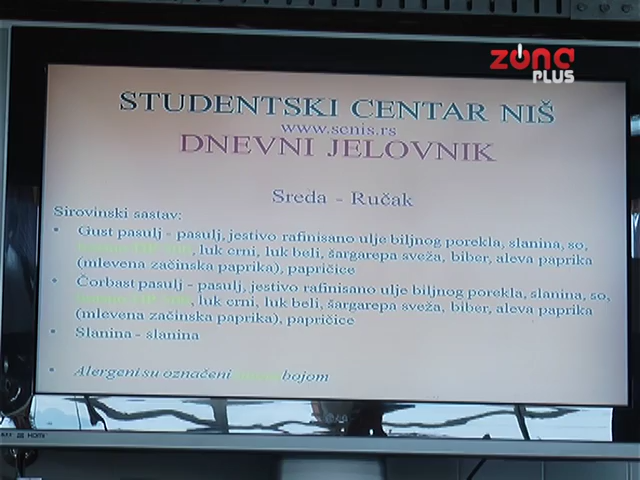 zona
PLUS
STUDENTSKI CENTAR NIŠ
www.scnis.rs
DNEVNI JELOVNIK
Sreda - Ručak
Sirovinski sastav:
• Gust pasulj - pasulj, jestivo rafinisano ulje biljnog porekla, slanina, so,
, luk crni, luk beli, šargarepa sveža, biber, aleva paprika
(mlevena začinska paprika), papričice
• Čorbast pasulj - pasulj, jestivo rafinisano ulje biljnog porekla, slanina, so,
, luk crni, luk beli, šargarepa sveža, biber, aleva paprika
(mlevena začinska paprika), papričice
• Slanina - slanina
• Alergeni su označeni bojom